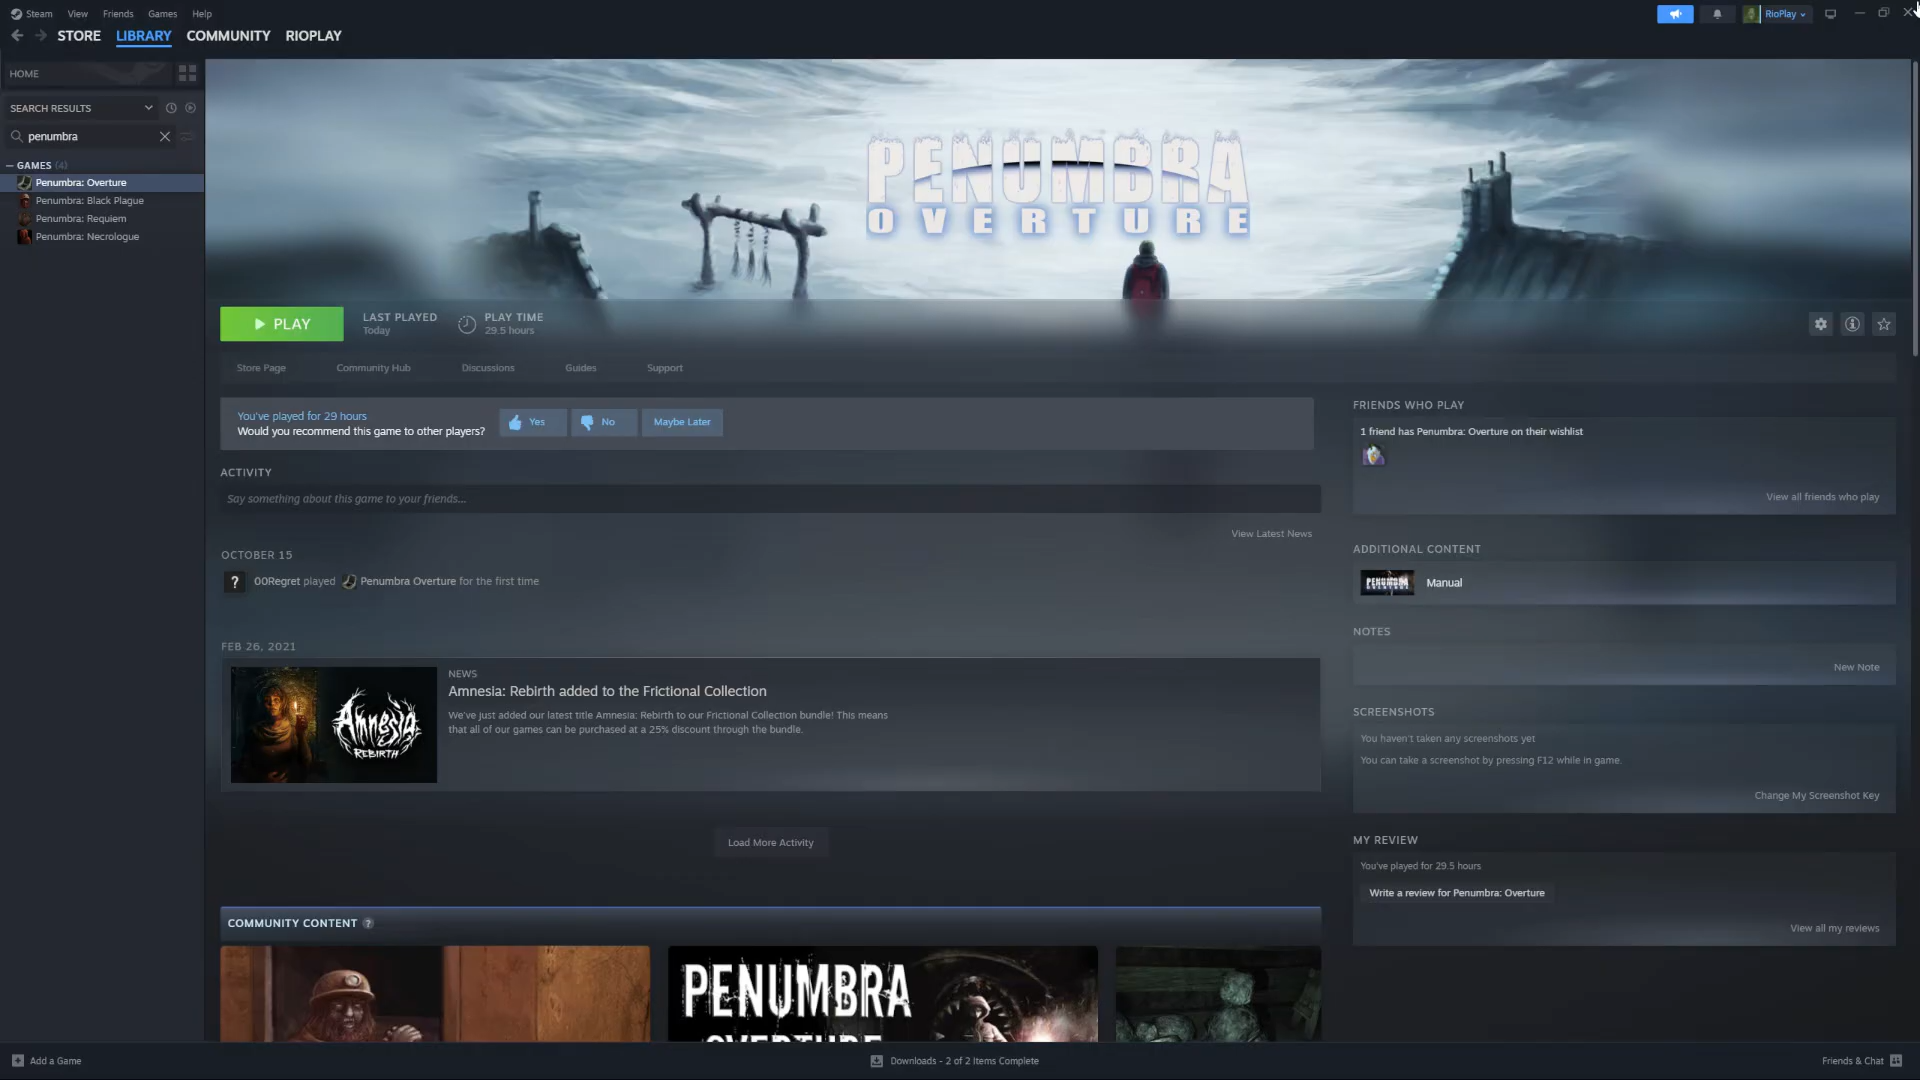 Steam View Friends Games Help
RioPlay
STORE LIBRARY COMMUNITY RIOPLAY
HOME
SEARCH RESULTS
penumbra
GAMES (4)
Penumbra: Overture
Penumbra: Black Plague
Penumbra: Requiem
Penumbra: Necrologue
PENUMBRA
OVERTURE
PLAY
LAST PLAYED
Today
PLAY TIME
29.5 hours
Store Page Community Hub Discussions Guides Support
You've played for 29 hours
Would you recommend this game to other players?
Yes No Maybe Later
ACTIVITY
Say something about this game to your friends...
View Latest News
OCTOBER 15
? 00Regret played Penumbra Overture for the first time
FEB 26, 2021
Amnesia
REBIRTH
NEWS
Amnesia: Rebirth added to the Frictional Collection
We've just added our latest title Amnesia: Rebirth to our Frictional Collection bundle! This means
that all of our games can be purchased at a 25% discount through the bundle.
Load More Activity
COMMUNITY CONTENT ?
PENUMBRA
OVERTURE
FRIENDS WHO PLAY
1 friend has Penumbra: Overture on their wishlist
View all friends who play
ADDITIONAL CONTENT
PENUMBRA
OVERTURE
Manual
NOTES
New Note
SCREENSHOTS
You haven't taken any screenshots yet
You can take a screenshot by pressing F12 while in game.
Change My Screenshot Key
MY REVIEW
You've played for 29.5 hours
Write a review for Penumbra: Overture
View all my reviews
Add a Game
Downloads - 2 of 2 Items Complete
Friends & Chat